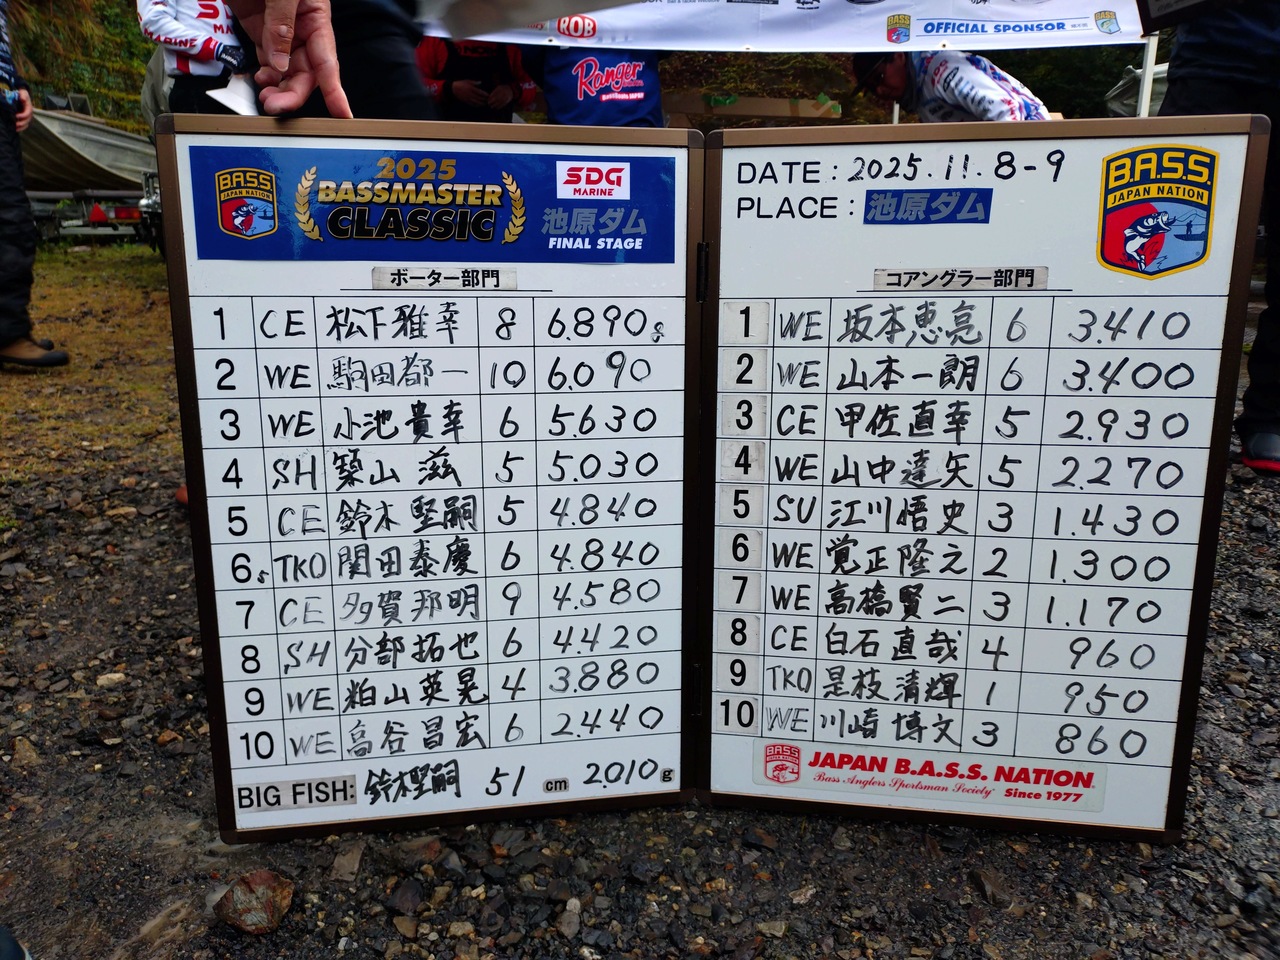 SDG
MARINE
ROB
BASS
OFFICIAL SPONSOR
Ranger
B.A.S.S.
JAPAN NATION
2025
BASSMASTER
CLASSIC
SDG
MARINE
池原ダム
FINAL STAGE
ボーター部門
1 CE 松下雅幸 8 6.890g
2 WE 駒田都一 10 6.090
3 WE 小池貴幸 6 5.630
4 SH 築山滋 5 5.030
5 CE 鈴木堅嗣 5 4.840
6 TKO 関田泰慶 6 4.840
7 CE 多賀邦明 9 4.580
8 SH 分部拓也 6 4.420
9 WE 粕山英晃 4 3.880
10 WE 高谷昌宏 6 2.440
BIG FISH: 鈴木堅嗣 51 cm 2.010g
DATE: 2025.11.8-9
PLACE: 池原ダム
B.A.S.S.
JAPAN NATION
コアングラー部門
1 WE 坂本恵亮 6 3.410
2 WE 山本一朗 6 3.400
3 CE 甲佐直幸 5 2.930
4 WE 山中達矢 5 2.270
5 SU 江川悟史 3 1.430
6 WE 覚正隆之 2 1.300
7 WE 高橋賢二 3 1.170
8 CE 白石直哉 4 960
9 TKO 是枝清輝 1 950
10 WE 川崎博文 3 860
B.A.S.S.
JAPAN B.A.S.S. NATION
Bass Anglers Sportsman Society
Since 1977